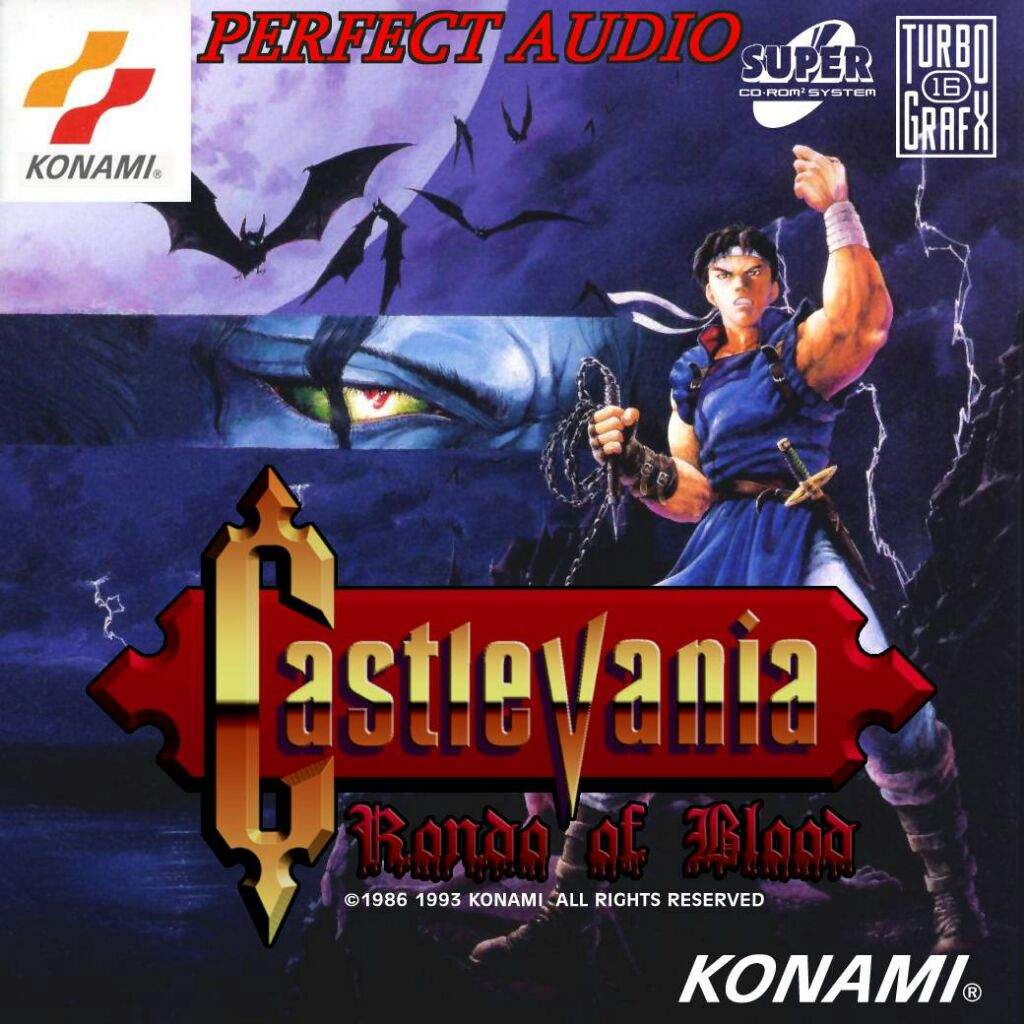 PERFECT AUDIO
KONAMI®
SUPER
CD-ROM² SYSTEM
TURBO
16
GRAFX
Castlevania
Rondo of Blood
©1986 1993 KONAMI ALL RIGHTS RESERVED
KONAMI®